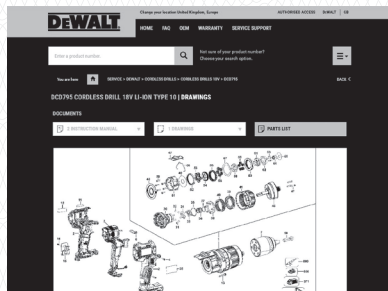 DEWALT
Change your location United Kingdom, Europe
AUTHORISED ACCESS DEWALT GB
HOME FAQ OEM WARRANTY SERVICE SUPPORT
Enter a product number
Not sure of your product number?
Choose your search option.
You are here
SERVICE > DEWALT > CORDLESS DRILLS > CORDLESS DRILLS 18V > DCD795
BACK <
DCD795 CORDLESS DRILL 18V LI-ION TYPE 10 | DRAWINGS
DOCUMENTS
2 INSTRUCTION MANUAL
1 DRAWINGS
PARTS LIST